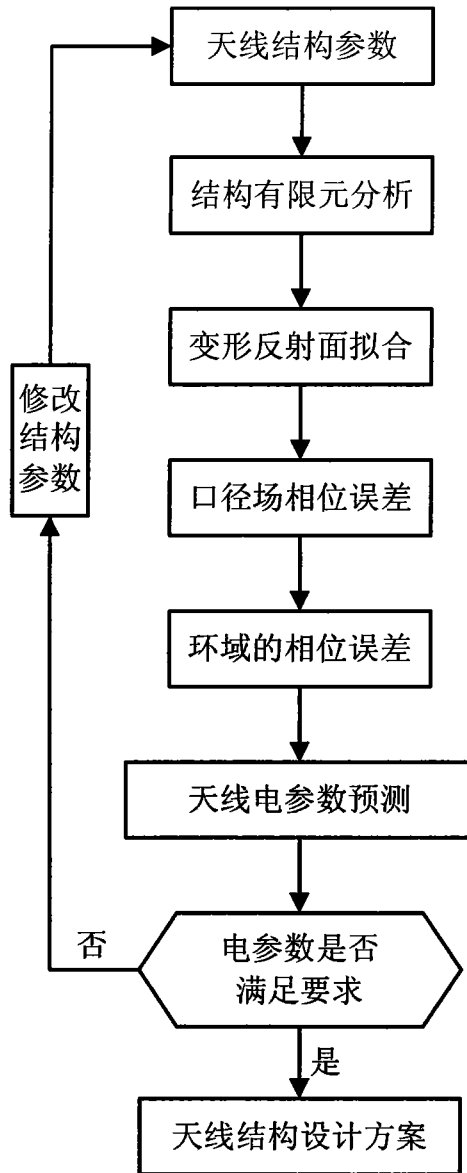 天线结构参数
结构有限元分析
变形反射面拟合
修改
结构
参数
口径场相位误差
环域的相位误差
天线电参数预测
否
电参数是否
满足要求
是
天线结构设计方案